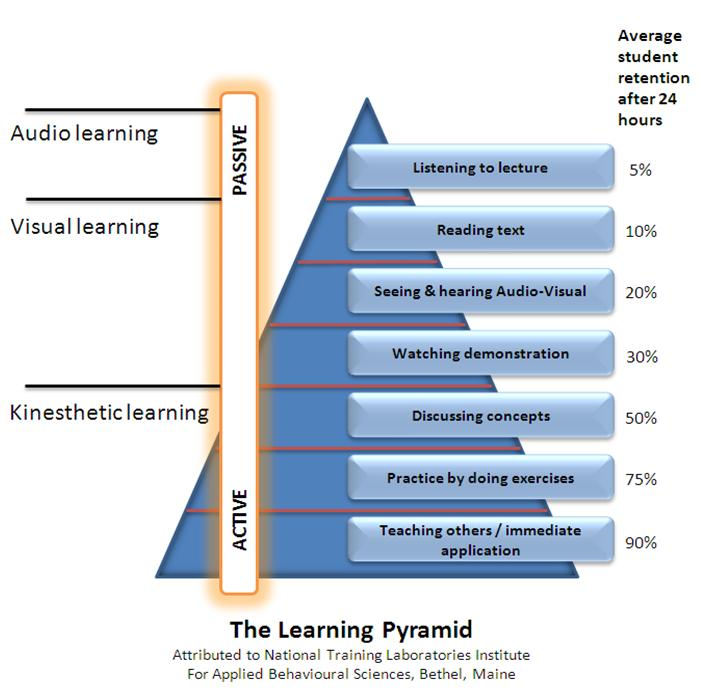 Average
student
retention
after 24
hours
Audio learning
PASSIVE
Listening to lecture
5%
Visual learning
Reading text
10%
Seeing & hearing Audio-Visual
20%
Watching demonstration
30%
Kinesthetic learning
Discussing concepts
50%
Practice by doing exercises
75%
ACTIVE
Teaching others / immediate
application
90%
The Learning Pyramid
Attributed to National Training Laboratories Institute
For Applied Behavioural Sciences, Bethel, Maine